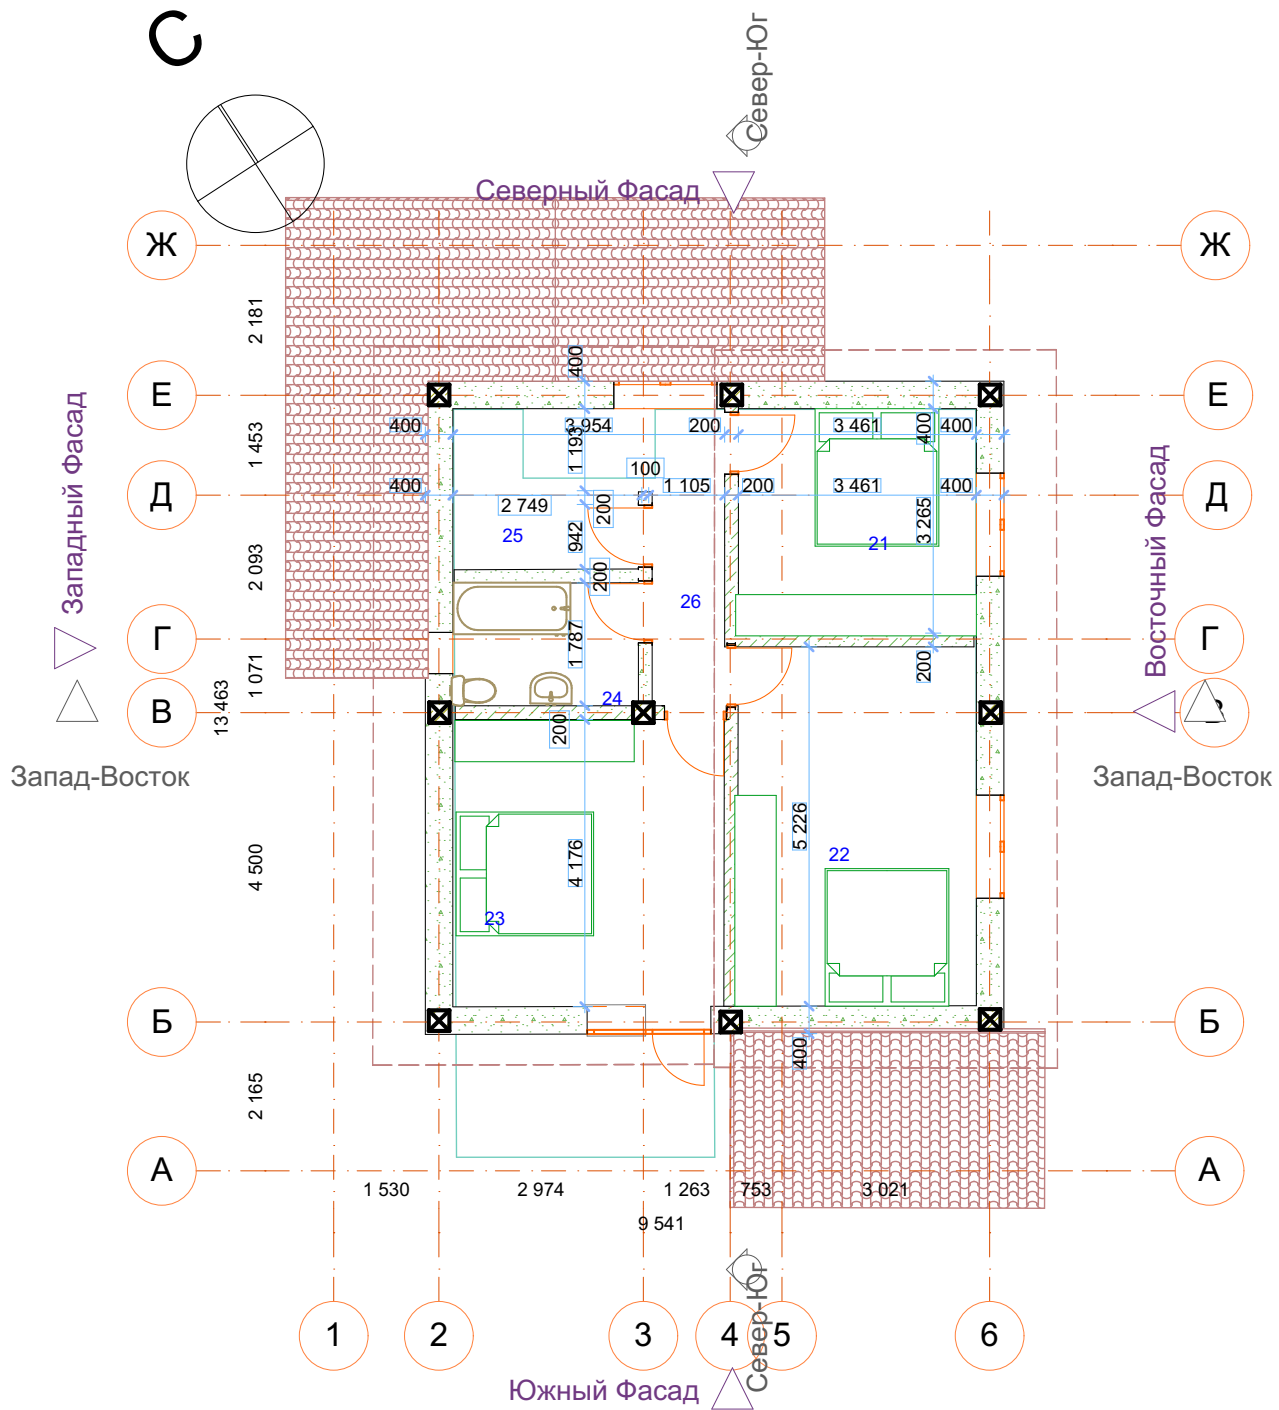 С
Север-Юг
Северный Фасад
Ж
Ж
2 181
Е
Е
400
400
3 954
200
3 461
400
400
1 453
1 193
100
Западный Фасад
Восточный Фасад
Д
Д
400
2 749
200
1 105
200
3 461
400
25
942
3 265
21
2 093
200
26
Г
Г
1 787
200
1 071
24
13 463
В
В
200
Запад-Восток
Запад-Восток
4 500
4 176
5 226
22
23
Б
Б
400
2 165
А
А
1 530
2 974
1 263
753
3 021
9 541
Север-Юг
1
2
3
4
5
6
Южный Фасад